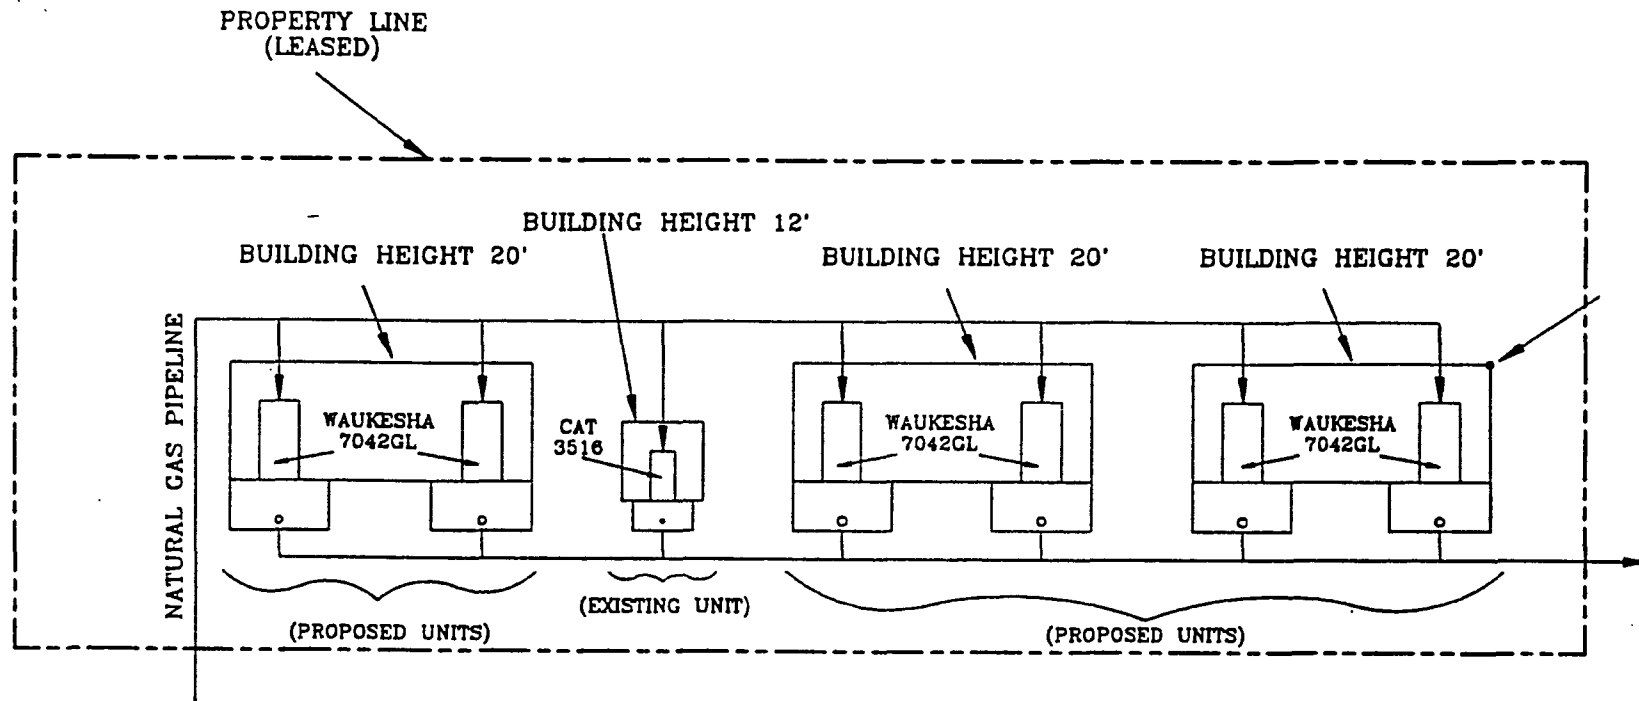 PROPERTY LINE
(LEASED)
BUILDING HEIGHT 12'
BUILDING HEIGHT 20'
BUILDING HEIGHT 20'
BUILDING HEIGHT 20'
NATURAL GAS PIPELINE
WAUKESHA
7042GL
CAT
3516
WAUKESHA
7042GL
WAUKESHA
7042GL
(PROPOSED UNITS)
(EXISTING UNIT)
(PROPOSED UNITS)